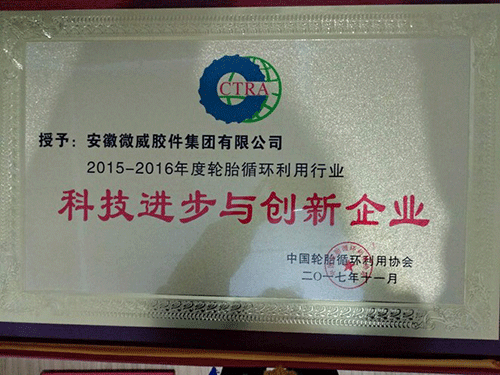 CTRA
授予：安徽微威胶件集团有限公司
2015-2016年度轮胎循环利用行业
科技进步与创新企业
中国轮胎循环利用协会
二〇一七年十一月